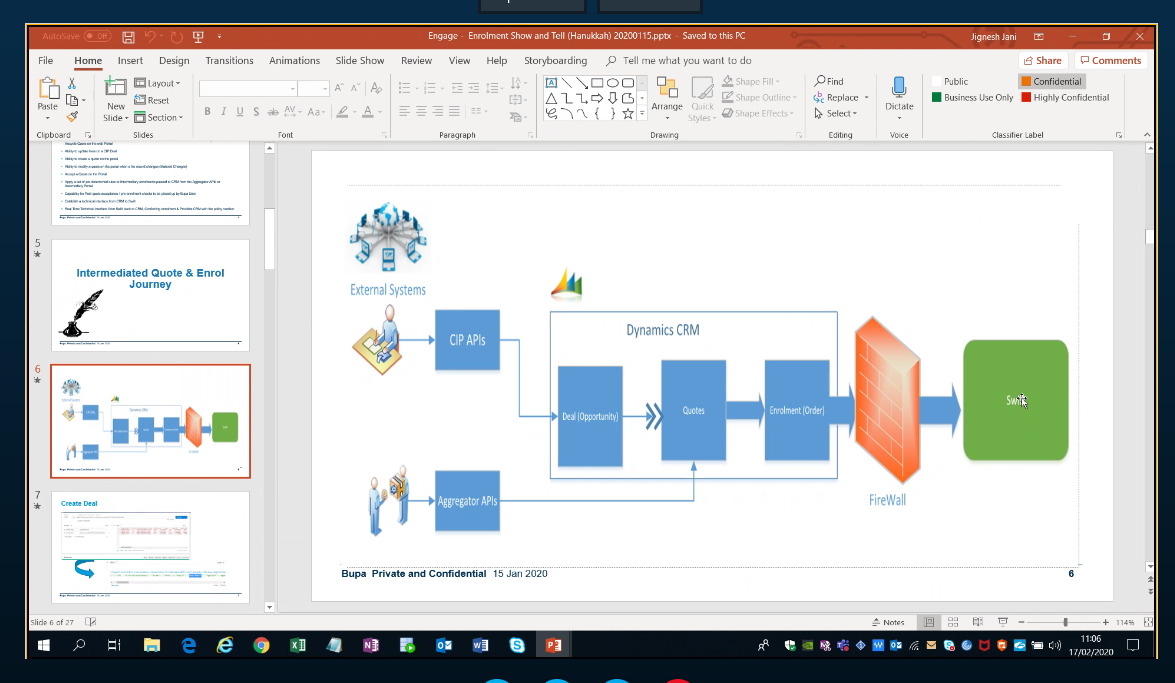 AutoSave Off
Engage - Enrolment Show and Tell (Hanukkah) 20200115.pptx - Saved to this PC
Jignesh Jani
File Home Insert Design Transitions Animations Slide Show Review View Help Storyboarding Tell me what you want to do
Share Comments
Paste
New
Slide
Layout
Reset
Section
B I U S ab AV Aa
Arrange
Quick
Styles
Shape Fill
Shape Outline
Shape Effects
Find
Replace
Select
Dictate
Public
Confidential
Business Use Only
Highly Confidential
Clipboard Slides Font Paragraph Drawing Editing Voice Classifier Label
5
Intermediated Quote & Enrol
Journey
6
7
Create Deal
External Systems
Dynamics CRM
CIP APIs
Deal (Opportunity)
Quotes
Enrolment (Order)
Aggregator APIs
FireWall
Bupa Private and Confidential 15 Jan 2020
6
Slide 6 of 27
Notes
114%
11:06
17/02/2020